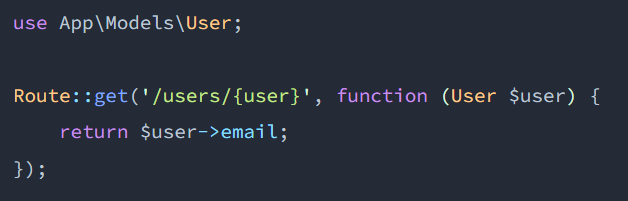 use App\Models\User;
Route::get('/users/{user}', function (User $user) {
    return $user->email;
});